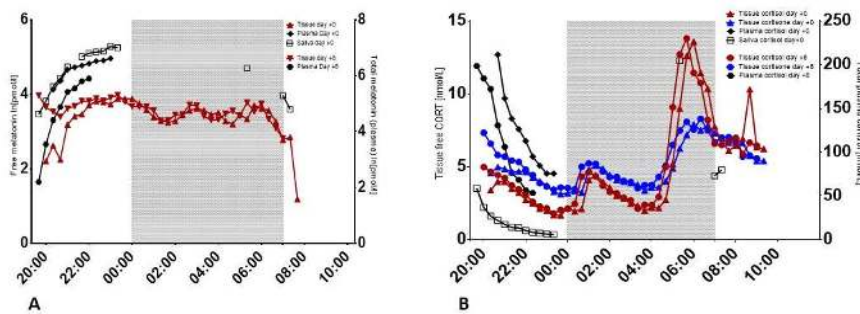 6
4
2
0
Free melatonin ln[pmol/l]
8
6
4
2
0
Total melatonin (plasma) ln[pmol/l]
Tissue day +0
Plasma day +0
Saliva day +0
Tissue day +8
Plasma Day +8
20:00
22:00
00:00
02:00
04:00
06:00
08:00
10:00
A
15
10
5
0
Tissue free CORT [nmol/L]
250
200
150
100
50
0
Tissue cortisol day +0
Tissue cortisone day +0
Plasma cortisol day +0
Saliva cortisol day +0
Tissue cortisol day +8
Tissue cortisone day +8
Plasma cortisol day +8
20:00
22:00
00:00
02:00
04:00
06:00
08:00
10:00
B